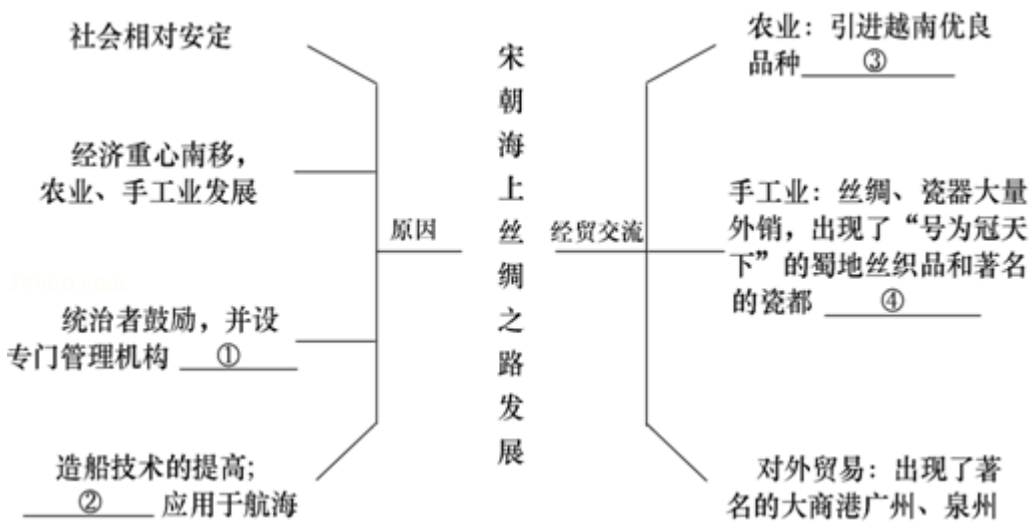 社会相对安定
经济重心南移，
农业、手工业发展
统治者鼓励，并设
专门管理机构 ①
造船技术的提高;
② 应用于航海
原因
宋朝海上丝绸之路发展
经贸交流
农业：引进越南优良
品种 ③
手工业：丝绸、瓷器大量
外销，出现了“号为冠天
下”的蜀地丝织品和著名
的瓷都 ④
对外贸易：出现了著
名的大商港广州、泉州